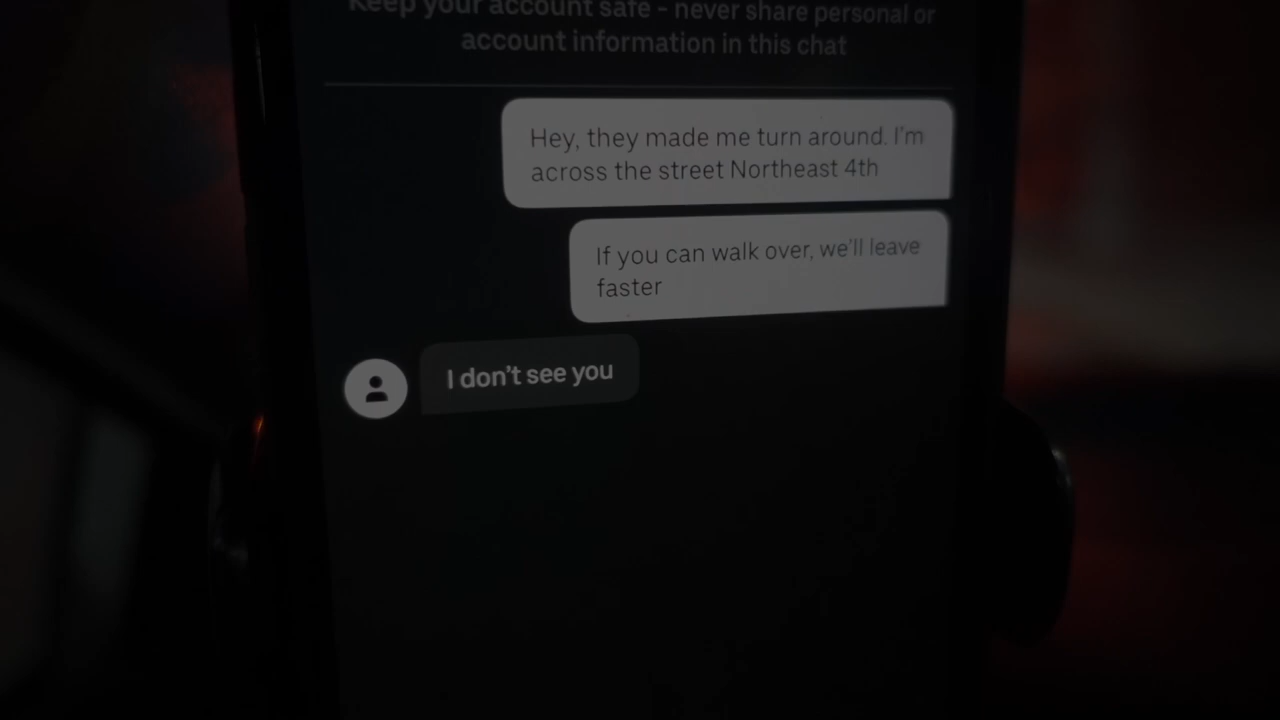 Keep your account safe - never share personal or
account information in this chat
Hey, they made me turn around. I'm
across the street Northeast 4th
If you can walk over, we'll leave
faster
I don't see you